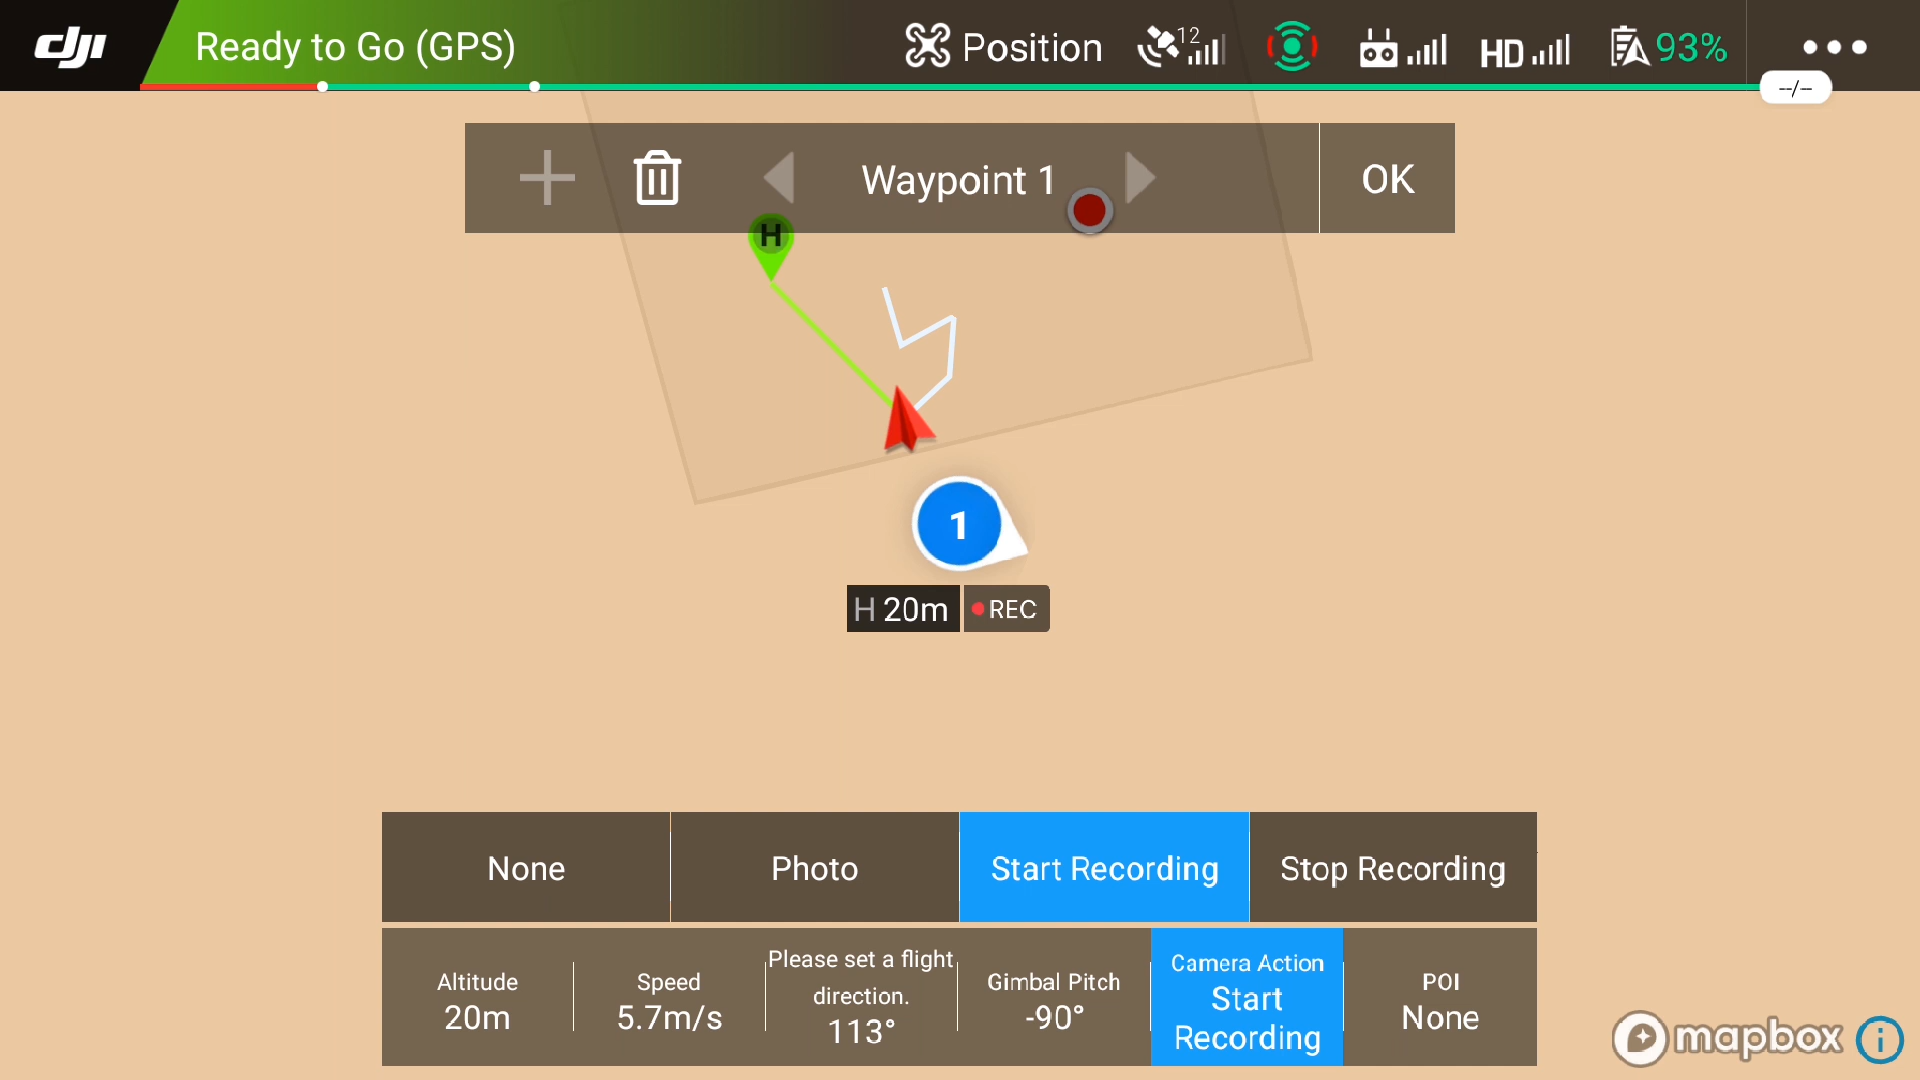 dji
Ready to Go (GPS)
Position
12
HD
93%
--/--
Waypoint 1
OK
H
1
H 20m
REC
None
Photo
Start Recording
Stop Recording
Altitude
20m
Speed
5.7m/s
Please set a flight
direction.
113°
Gimbal Pitch
-90°
Camera Action
Start
Recording
POI
None
mapbox
i